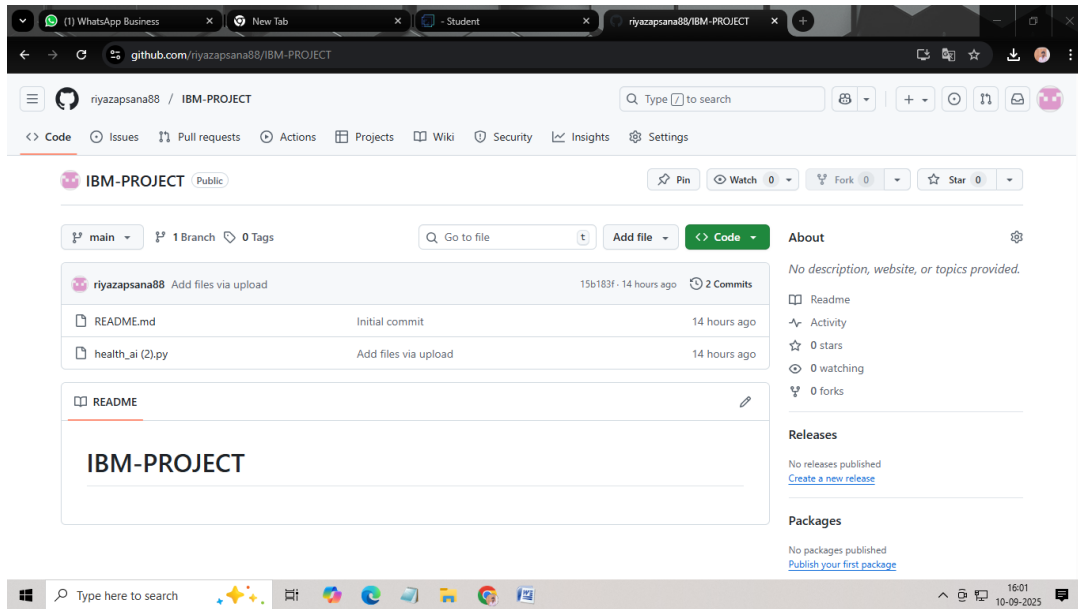 (1) WhatsApp Business
New Tab
- Student
riyazapsana88/IBM-PROJECT
github.com/riyazapsana88/IBM-PROJECT
riyazapsana88 / IBM-PROJECT
Type / to search
Code Issues Pull requests Actions Projects Wiki Security Insights Settings
IBM-PROJECT Public
Pin Watch 0 Fork 0 Star 0
main 1 Branch 0 Tags Go to file t Add file Code
riyazapsana88 Add files via upload 15b183f · 14 hours ago 2 Commits
README.md Initial commit 14 hours ago
health_ai (2).py Add files via upload 14 hours ago
README
IBM-PROJECT
About
No description, website, or topics provided.
Readme
Activity
0 stars
0 watching
0 forks
Releases
No releases published
Create a new release
Packages
No packages published
Publish your first package
Type here to search
16:01
10-09-2025